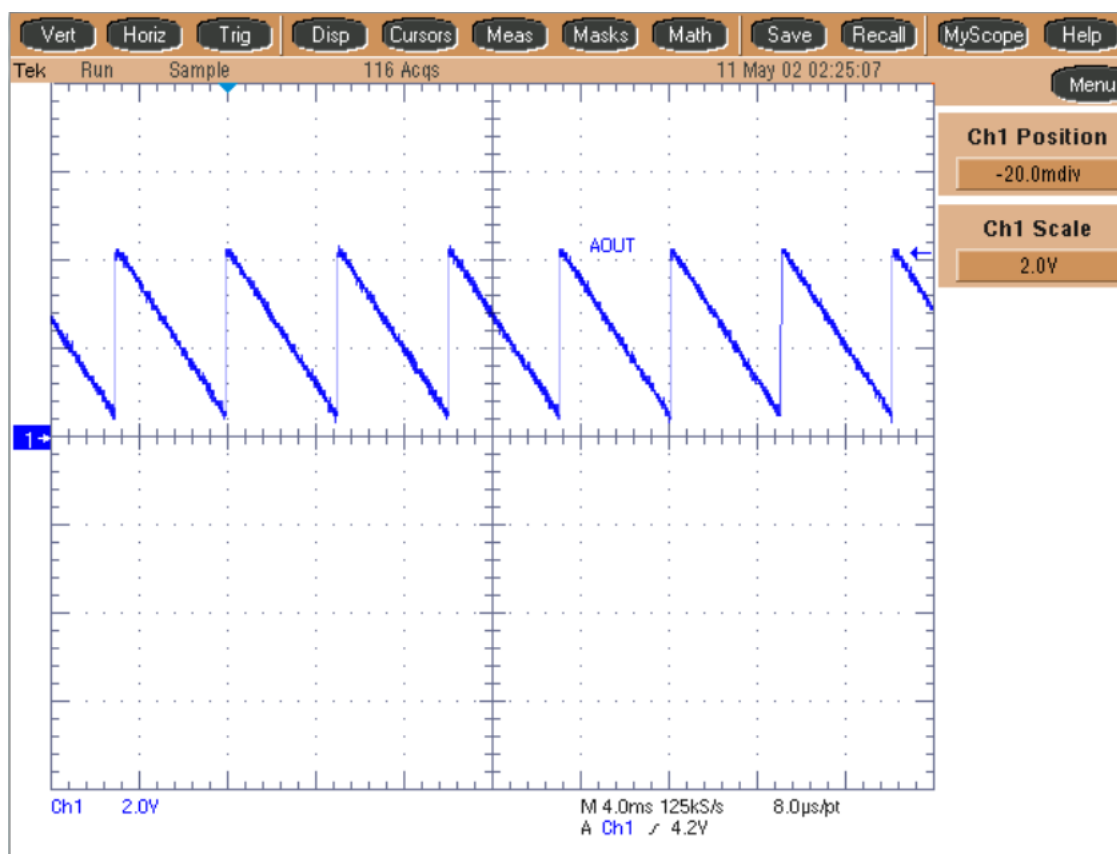 Vert Horiz Trig Disp Cursors Meas Masks Math Save Recall MyScope Help
Tek Run Sample 116 Acqs 11 May 02 02:25:07
Menu
Ch1 Position
-20.0mdiv
Ch1 Scale
2.0V
AOUT
1
Ch1 2.0V M 4.0ms 125kS/s 8.0µs/pt
A Ch1 / 4.2V